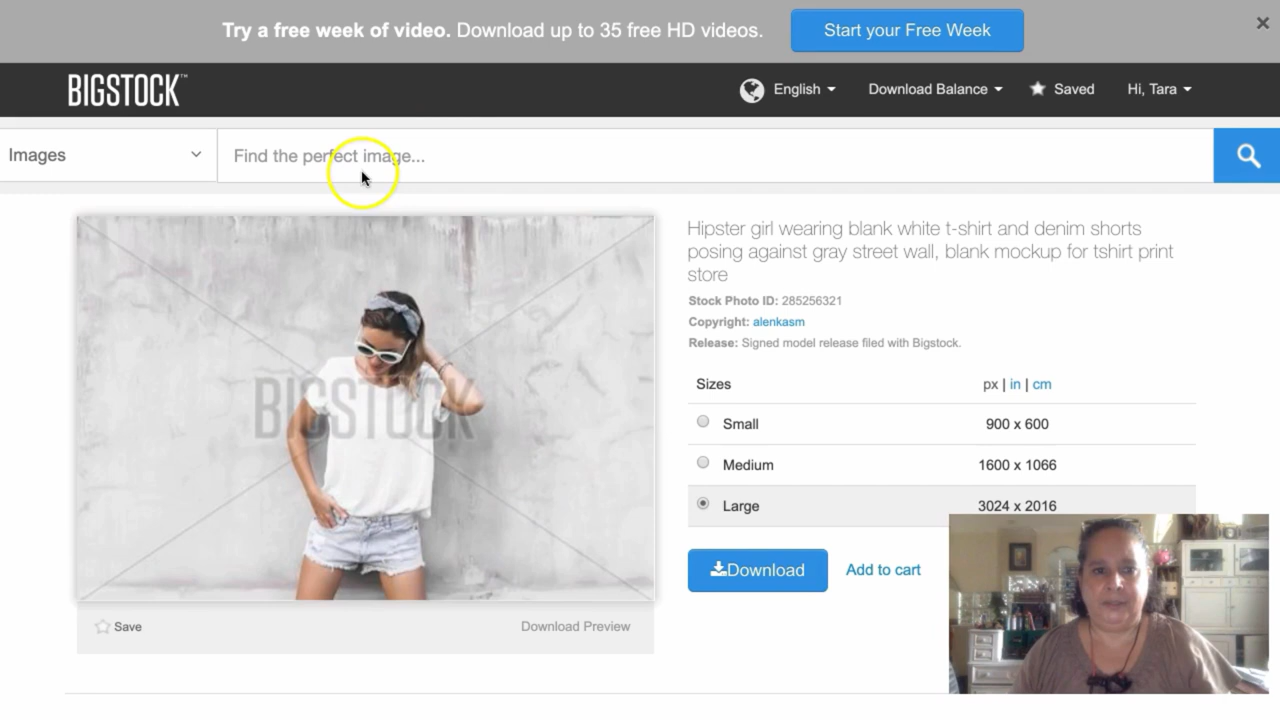 Try a free week of video. Download up to 35 free HD videos.
Start your Free Week
×
BIGSTOCK™
English
Download Balance
Saved
Hi, Tara
Images
Find the perfect image...
BIGSTOCK
Hipster girl wearing blank white t-shirt and denim shorts
posing against gray street wall, blank mockup for tshirt print
store
Stock Photo ID: 285256321
Copyright: alenkasm
Release: Signed model release filed with Bigstock.
Sizes px | in | cm
Small 900 x 600
Medium 1600 x 1066
Large 3024 x 2016
Download
Add to cart
Save
Download Preview